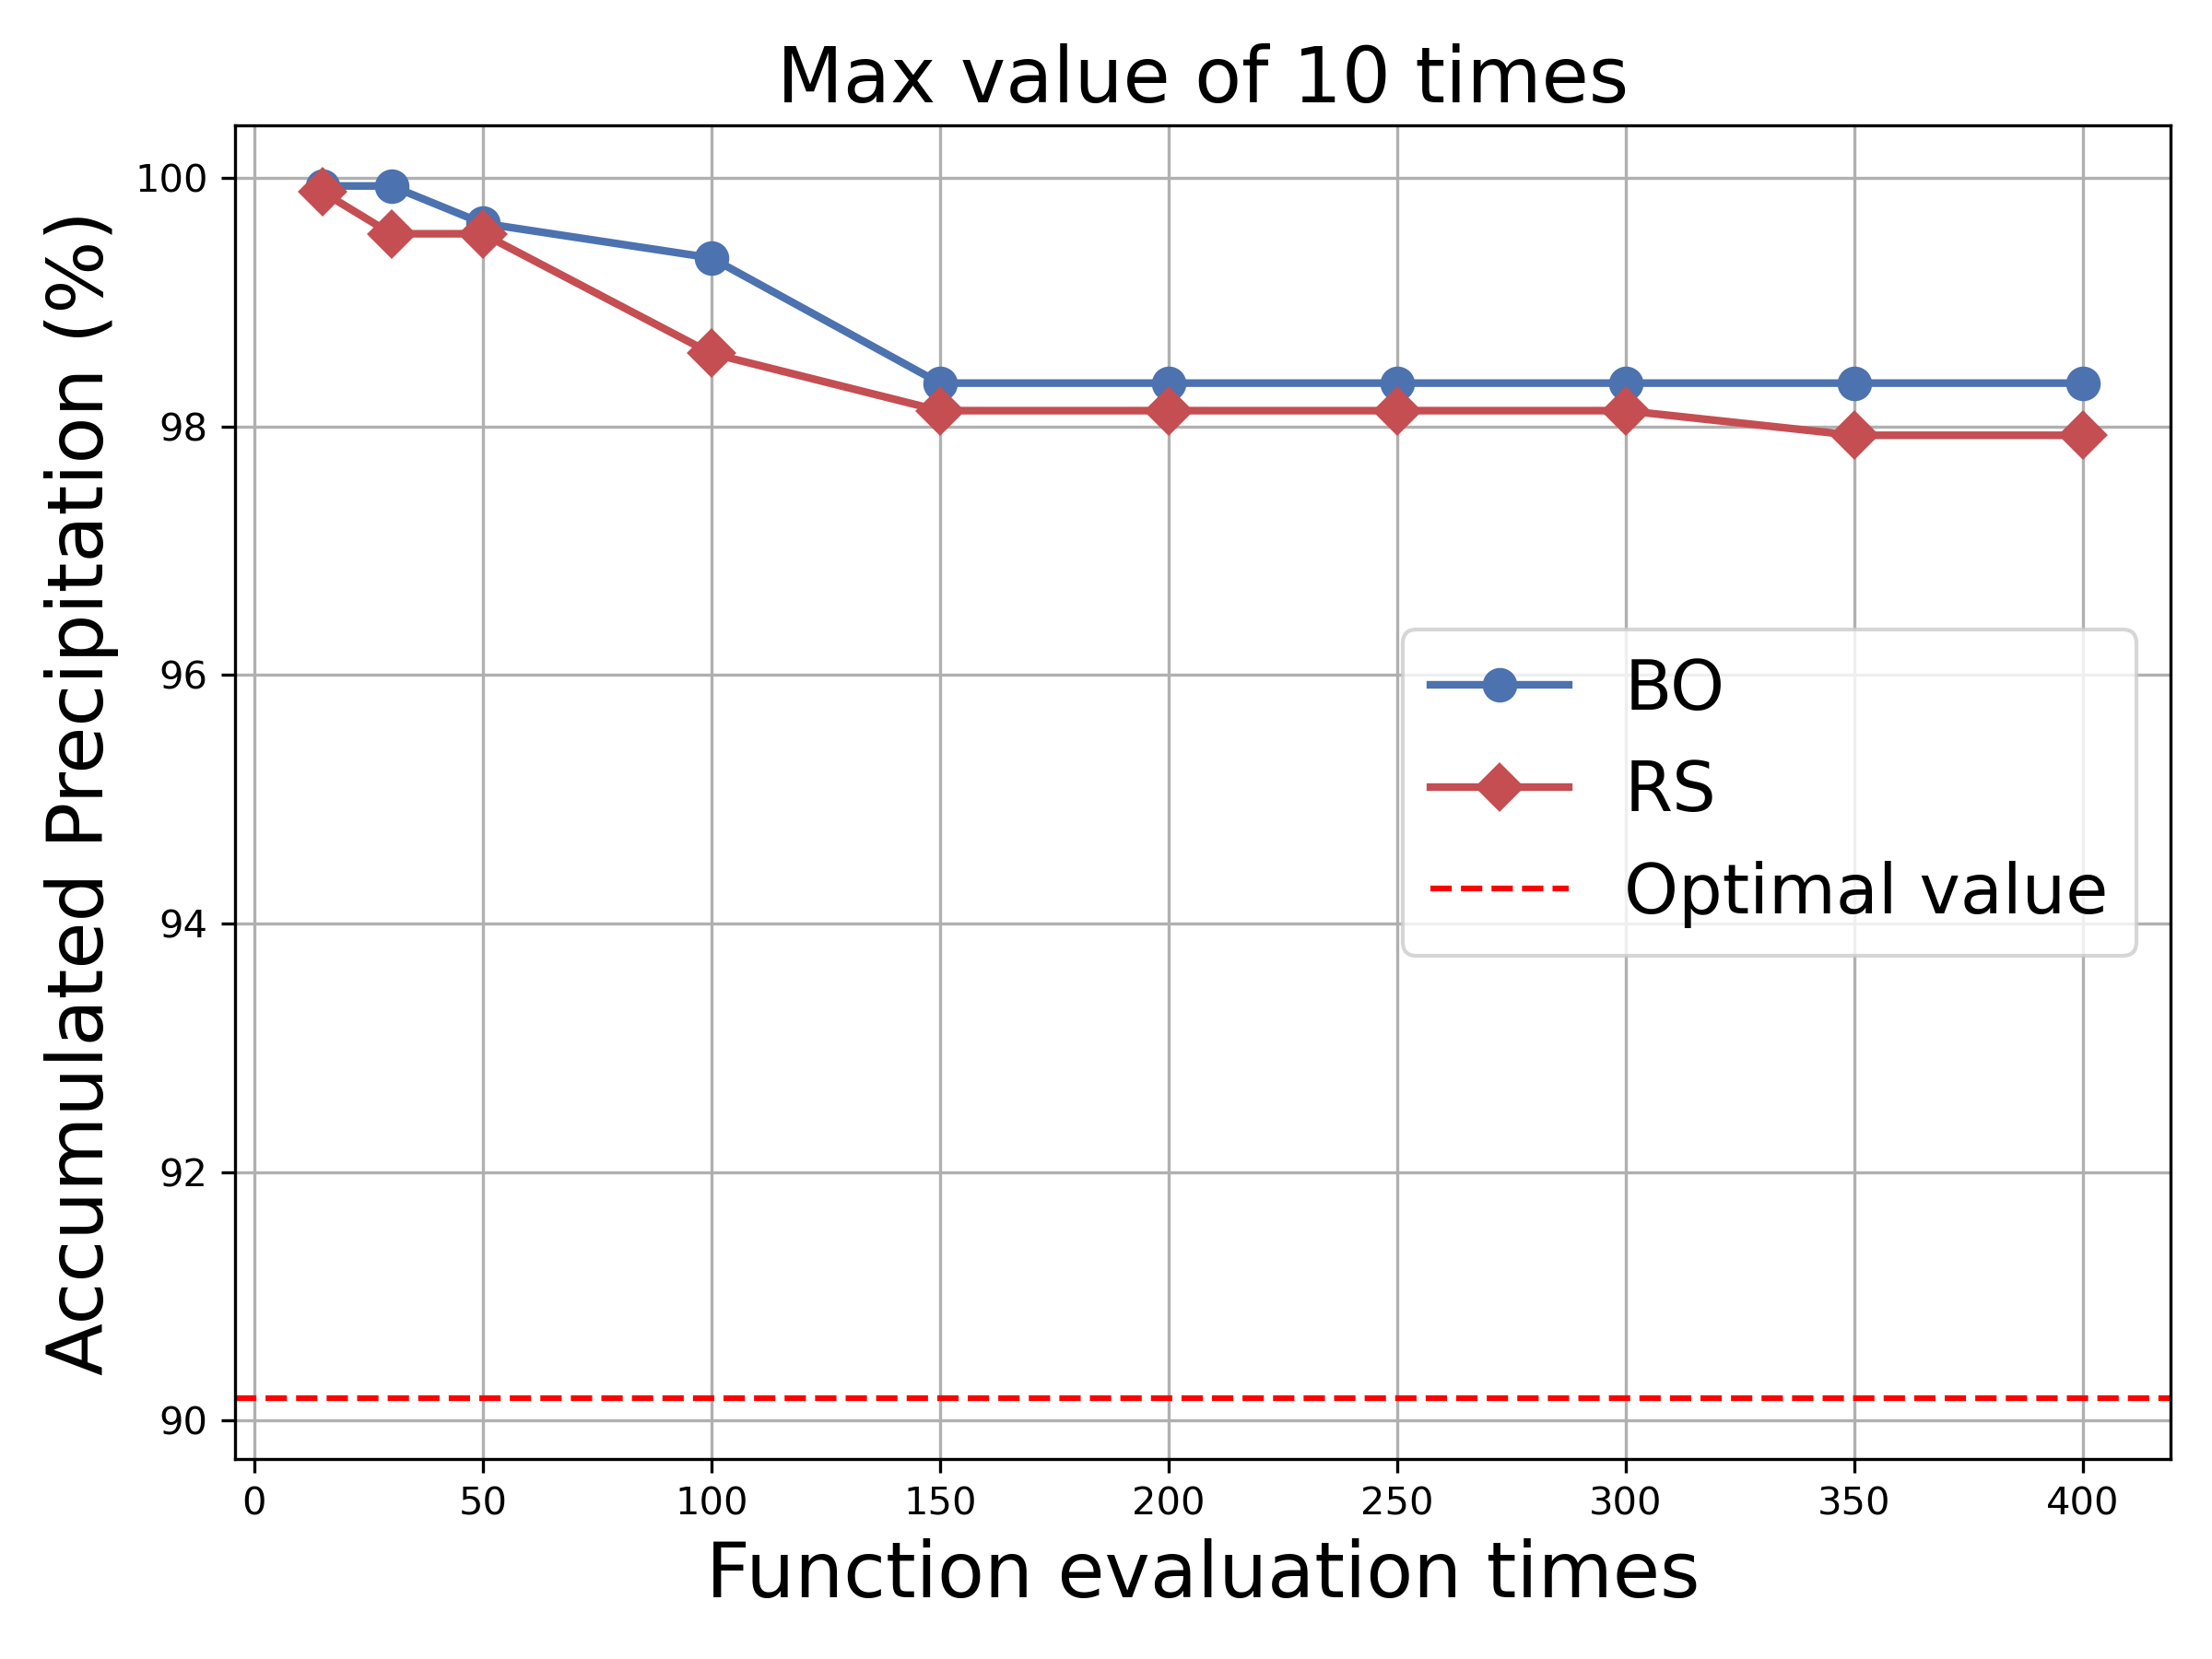 Max value of 10 times
Accumulated Precipitation (%)
100
98
96
94
92
90
BO
RS
Optimal value
0 50 100 150 200 250 300 350 400
Function evaluation times